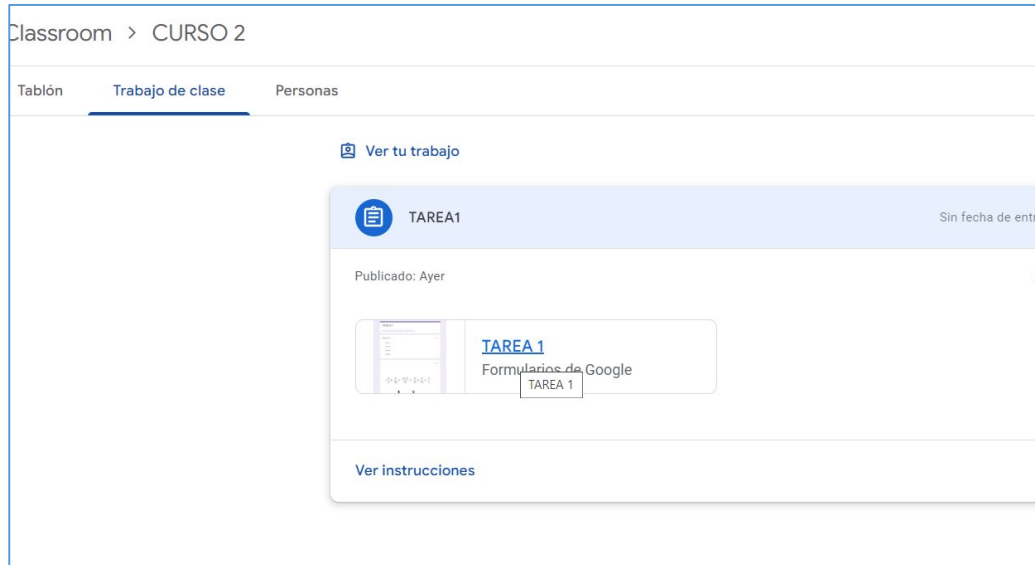 Classroom > CURSO 2
Tablón Trabajo de clase Personas
Ver tu trabajo
TAREA1 Sin fecha de
Publicado: Ayer
TAREA 1
Formularios de Google
TAREA 1
Ver instrucciones